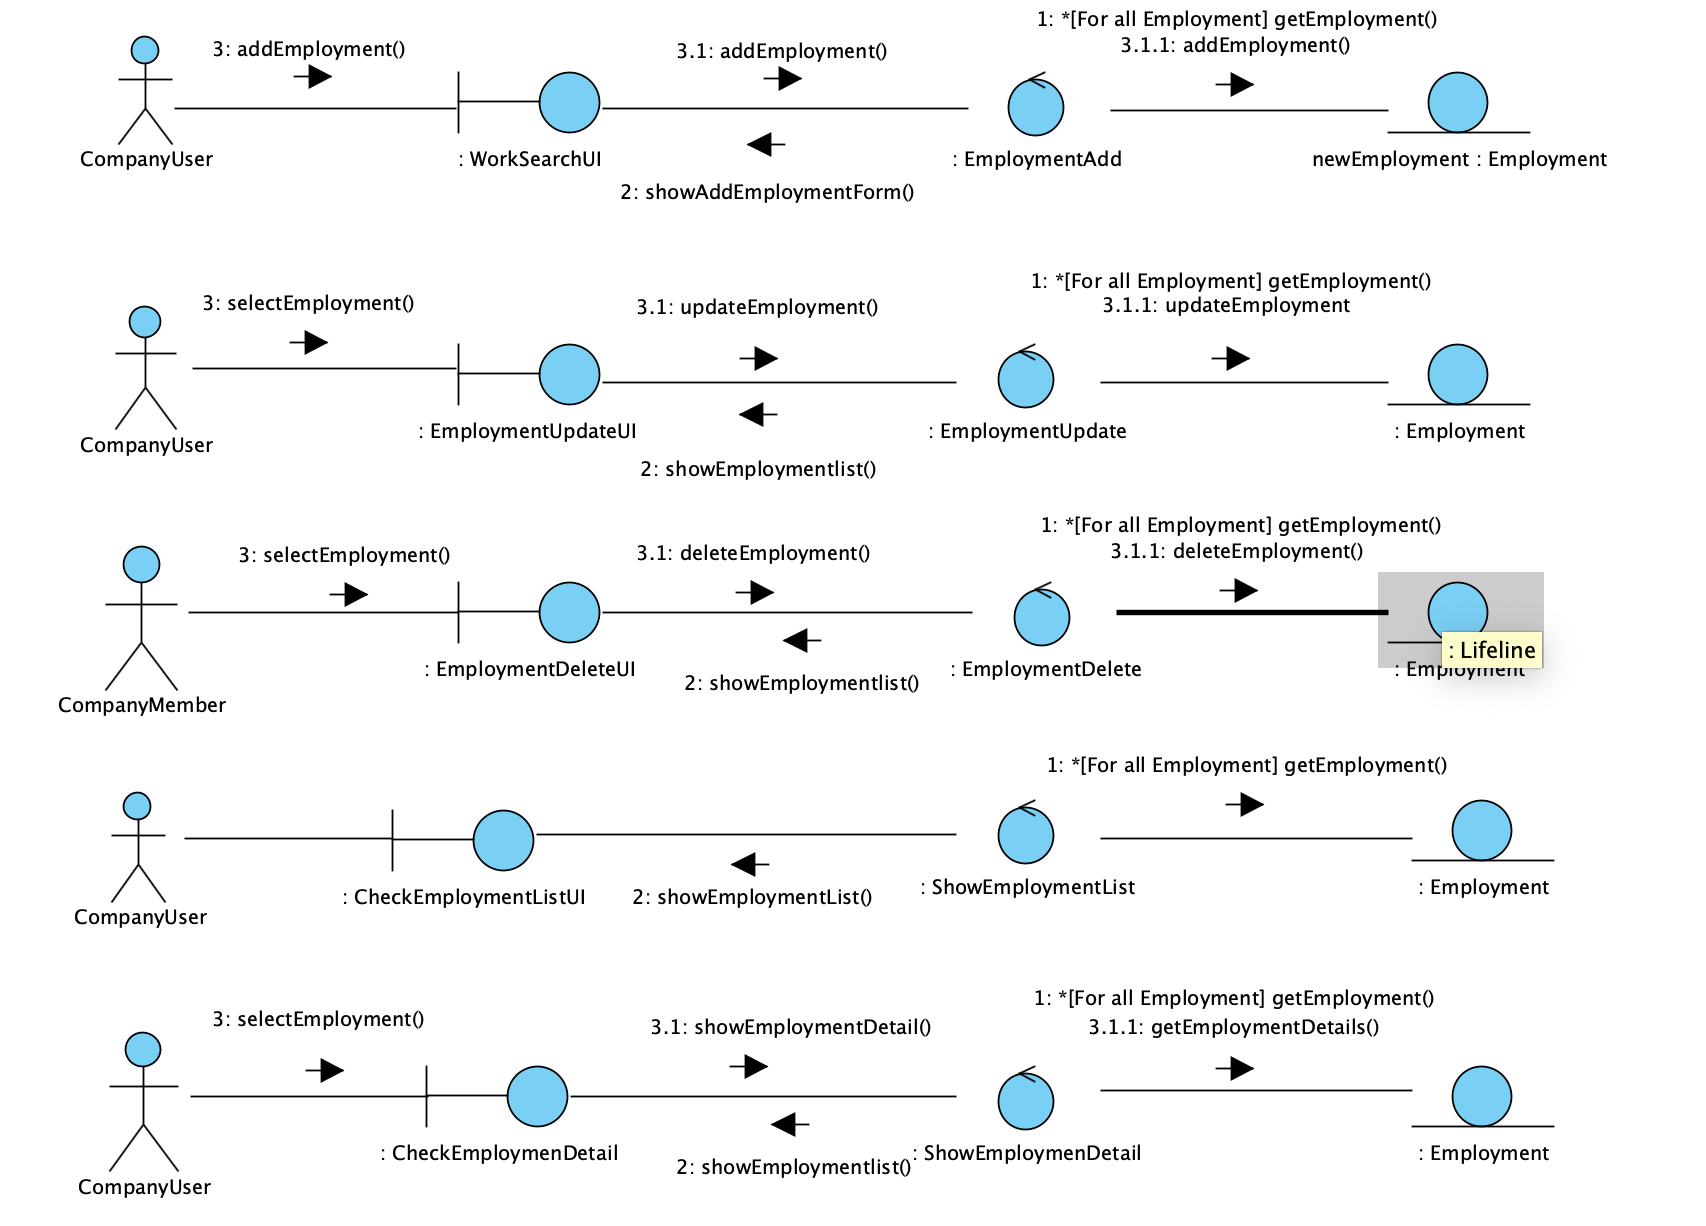 1: *[For all Employment] getEmployment()
3: addEmployment()
3.1: addEmployment()
3.1.1: addEmployment()
CompanyUser
: WorkSearchUI
: EmploymentAdd
newEmployment : Employment
2: showAddEmploymentForm()
1: *[For all Employment] getEmployment()
3: selectEmployment()
3.1: updateEmployment()
3.1.1: updateEmployment
CompanyUser
: EmploymentUpdateUI
: EmploymentUpdate
: Employment
2: showEmploymentlist()
1: *[For all Employment] getEmployment()
3: selectEmployment()
3.1: deleteEmployment()
3.1.1: deleteEmployment()
: Lifeline
: EmploymentDeleteUI
: EmploymentDelete
: Employment
2: showEmploymentlist()
CompanyMember
1: *[For all Employment] getEmployment()
CompanyUser
: CheckEmploymentListUI
2: showEmploymentList()
: ShowEmploymentList
: Employment
1: *[For all Employment] getEmployment()
3: selectEmployment()
3.1: showEmploymentDetail()
3.1.1: getEmploymentDetails()
CompanyUser
: CheckEmploymenDetail
2: showEmploymentlist()
: ShowEmploymenDetail
: Employment